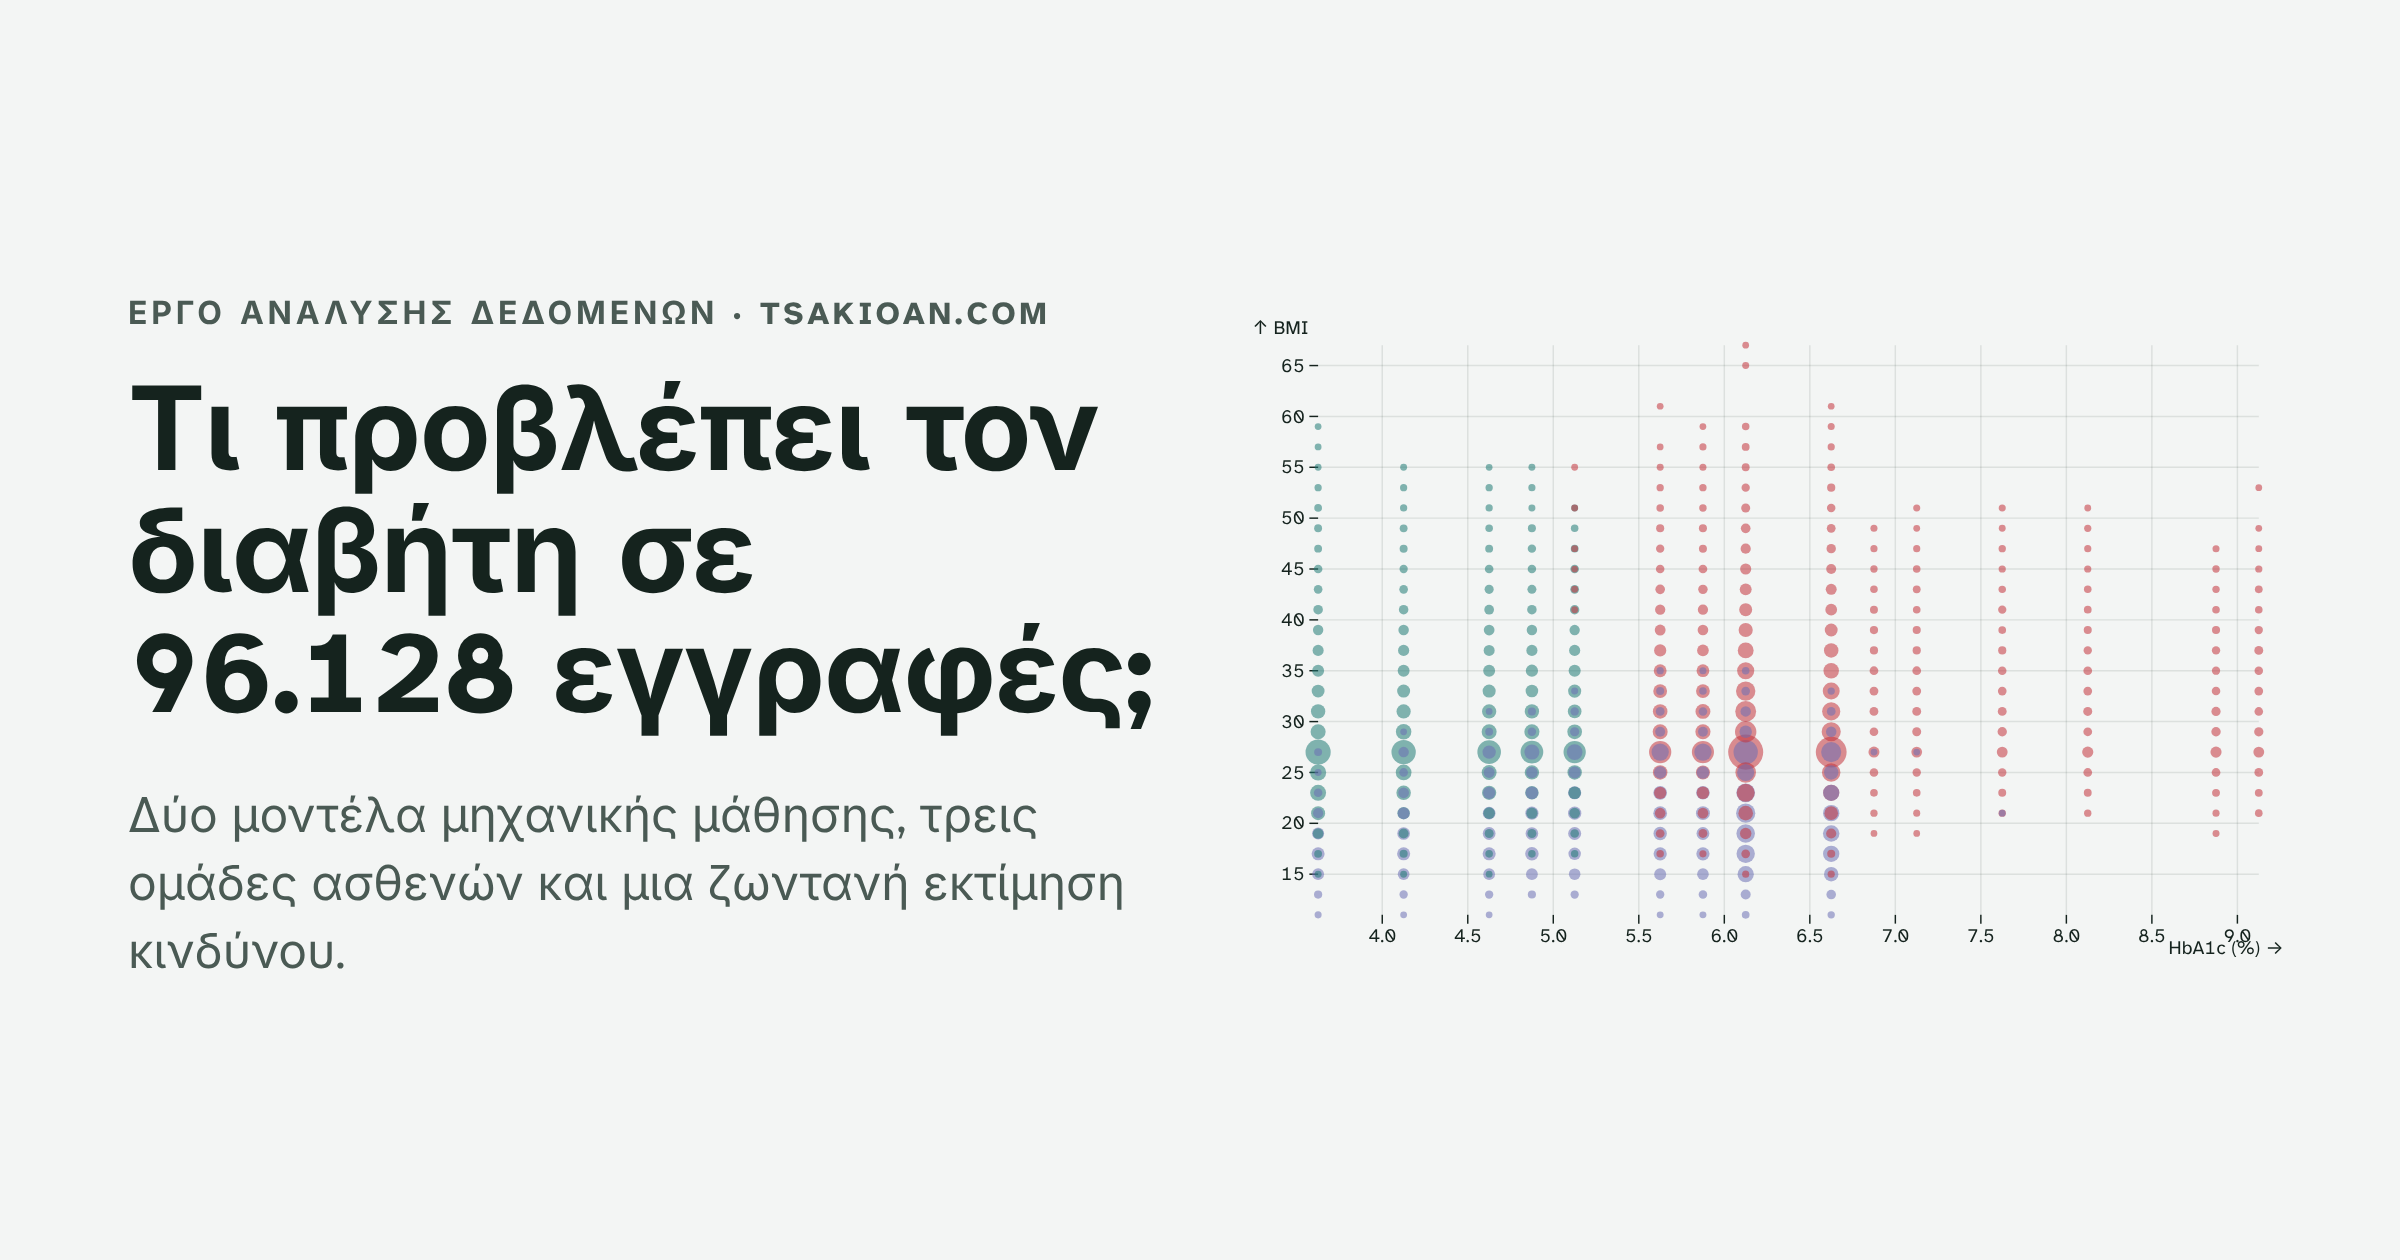 ΕΡΓΟ ΑΝΑΛΥΣΗΣ ΔΕΔΟΜΕΝΩΝ · TSAKIOAN.COM
Τι προβλέπει τον
διαβήτη σε
96.128 εγγραφές;
Δύο μοντέλα μηχανικής μάθησης, τρεις
ομάδες ασθενών και μια ζωντανή εκτίμηση
κινδύνου.
↑ BMI
65
60
55
50
45
40
35
30
25
20
15
4.0 4.5 5.0 5.5 6.0 6.5 7.0 7.5 8.0 8.5 9.0
HbA1c (%) →